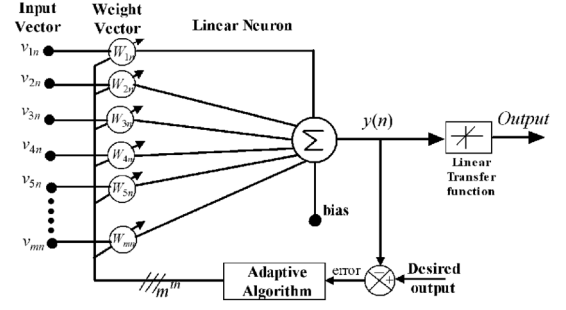 Input Vector
Weight Vector
Linear Neuron
v1n
W1n
v2n
W2n
v3n
W3n
v4n
W4n
v5n
W5n
vmn
Wmn
Σ
y(n)
Output
Linear Transfer function
bias
Adaptive Algorithm
error
− +
Desired output
mth